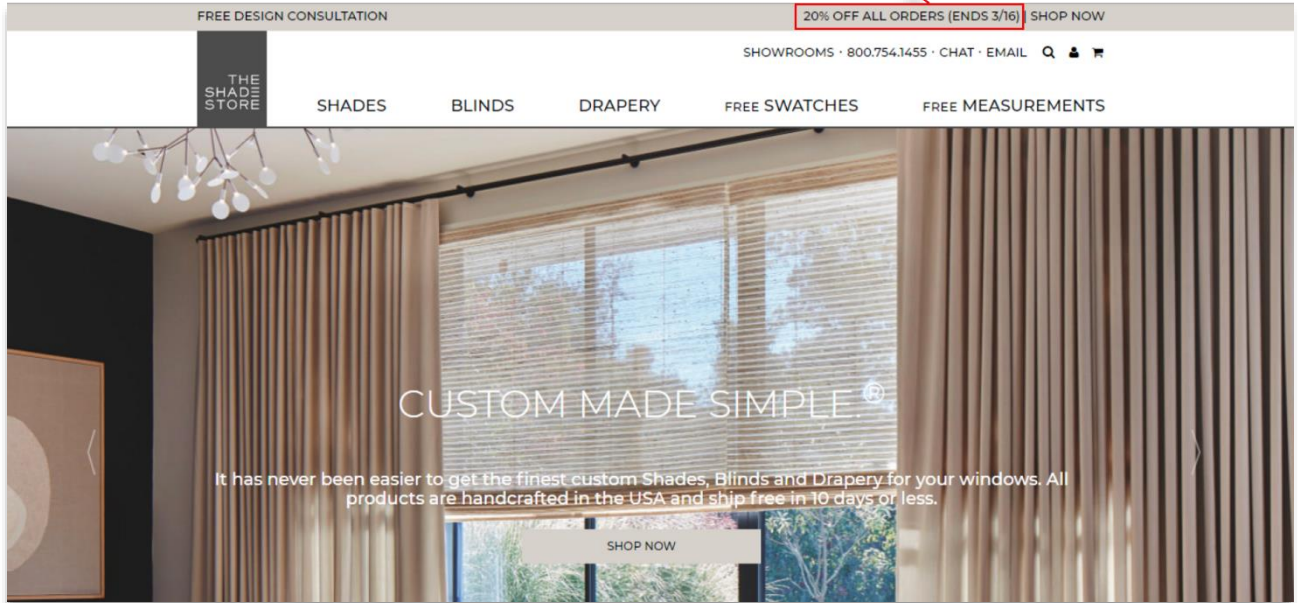 FREE DESIGN CONSULTATION
20% OFF ALL ORDERS (ENDS 3/16) | SHOP NOW
SHOWROOMS · 800.754.1455 · CHAT · EMAIL
THE
SHADE
STORE
SHADES BLINDS DRAPERY FREE SWATCHES FREE MEASUREMENTS
CUSTOM MADE SIMPLE ®
It has never been easier to get the finest custom Shades, Blinds and Drapery for your windows. All
products are handcrafted in the USA and ship free in 10 days or less.
SHOP NOW